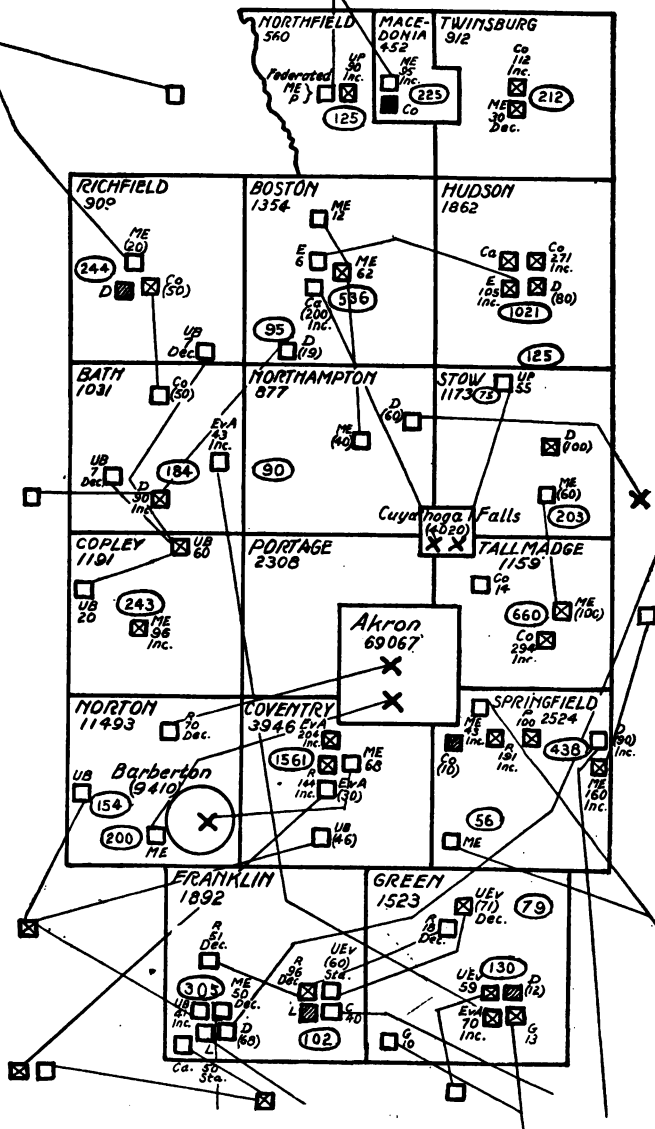 NORTHFIELD
560
MACE-
DONIA
452
TWINSBURG
912
Federated
ME
P
UP
90
Inc.
125
ME
95
Inc.
225
Co
Co
112
Inc.
ME
30
Dec.
212
RICHFIELD
909
ME
(20)
244
D
Co
(50)
UB
7
Dec.
BOSTON
1354
ME
12
E
6
ME
62
Ca
(200)
Inc.
536
95
D
(19)
HUDSON
1862
Ca
Co
271
Inc.
E
105
Inc.
D
(80)
1021
125
BATH
1031
Co
(50)
EvA
43
Inc.
UB
7
Dec.
D
90
Inc.
184
NORTHAMPTON
877
D
(60)
ME
(40)
90
STOW
1173
75
UP
55
D
(100)
ME
(60)
203
Cuyahoga Falls
(4020)
COPLEY
1191
UB
60
UB
20
243
ME
96
Inc.
PORTAGE
2308
TALLMADGE
1159
Co
14
660
ME
(100)
Co
294
Inc.
Akron
69067
NORTON
11493
R
70
Dec.
UB
154
Barberton
(9410)
200
ME
COVENTRY
3946
EvA
204
Inc.
1561
R
144
Inc.
ME
68
EvA
(30)
UB
(46)
SPRINGFIELD
2524
P
100
ME
43
Inc.
Co
(10)
R
191
Inc.
438
D
(90)
Inc.
ME
160
Inc.
56
ME
FRANKLIN
1892
R
51
Dec.
305
ME
50
Dec.
UB
41
Inc.
L
50
Sta.
D
(68)
Ca.
R
96
Dec.
UEv
(60)
Sta.
L
C
40
102
GREEN
1523
UEv
(71)
Dec.
79
R
18
Dec.
130
UEv
59
D
(12)
EvA
70
Inc.
G
13
G
10